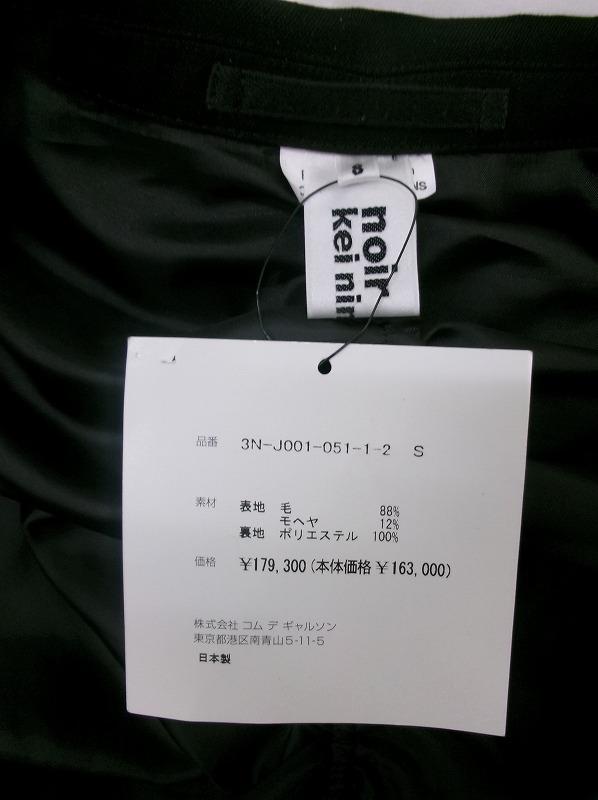 S
NS
noir
kei nin
品番 3N-J001-051-1-2 S
素材 表地 毛 88%
モヘヤ 12%
裏地 ポリエステル 100%
価格 ¥179,300(本体価格 ¥163,000)
株式会社 コム デ ギャルソン
東京都港区南青山5-11-5
日本製